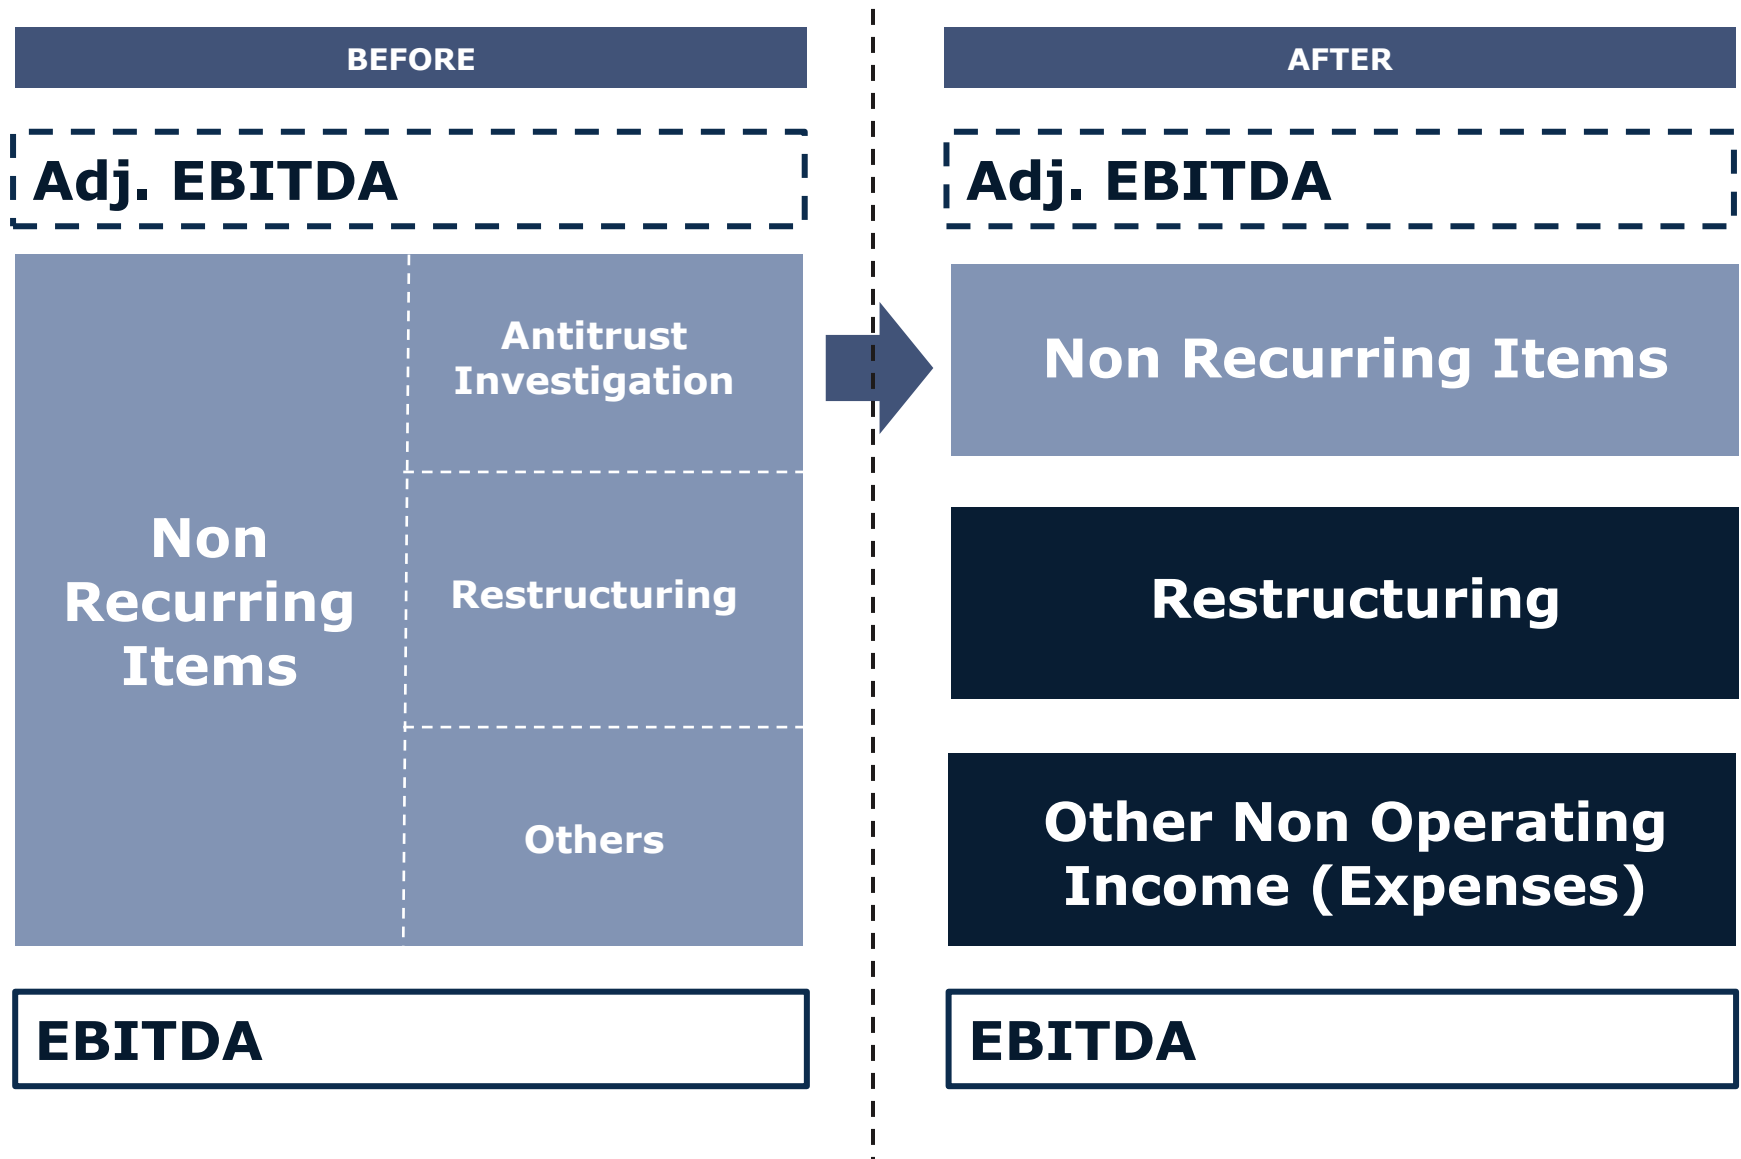 BEFORE
Adj. EBITDA
Non
Recurring
Items
Antitrust
Investigation
Restructuring
Others
EBITDA
AFTER
Adj. EBITDA
Non Recurring Items
Restructuring
Other Non Operating
Income (Expenses)
EBITDA